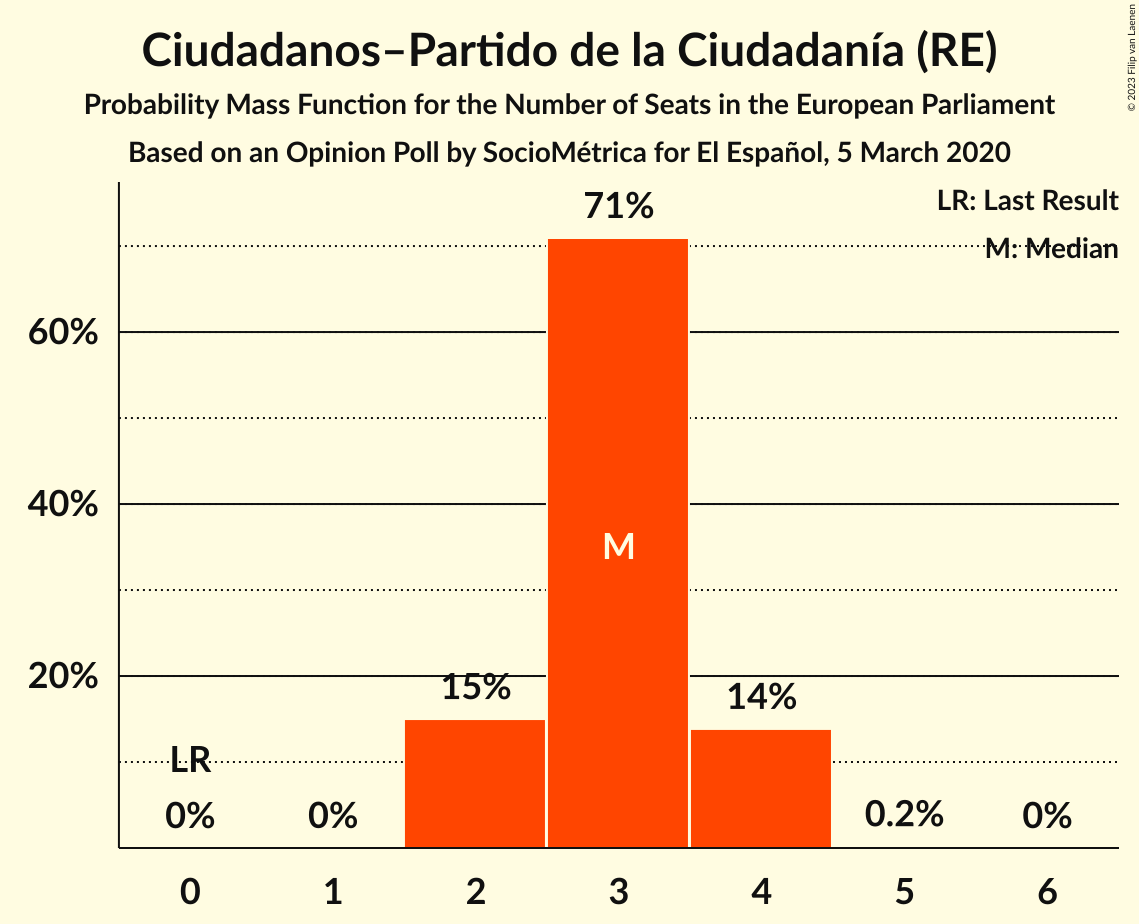 Ciudadanos–Partido de la Ciudadanía (RE)
Probability Mass Function for the Number of Seats in the European Parliament
Based on an Opinion Poll by SocioMétrica for El Español, 5 March 2020
© 2023 Filip van Laenen
LR: Last Result
M: Median
71%
60%
40%
M
20%
15%
14%
LR
0%
0%
0.2%
0%
0 1 2 3 4 5 6